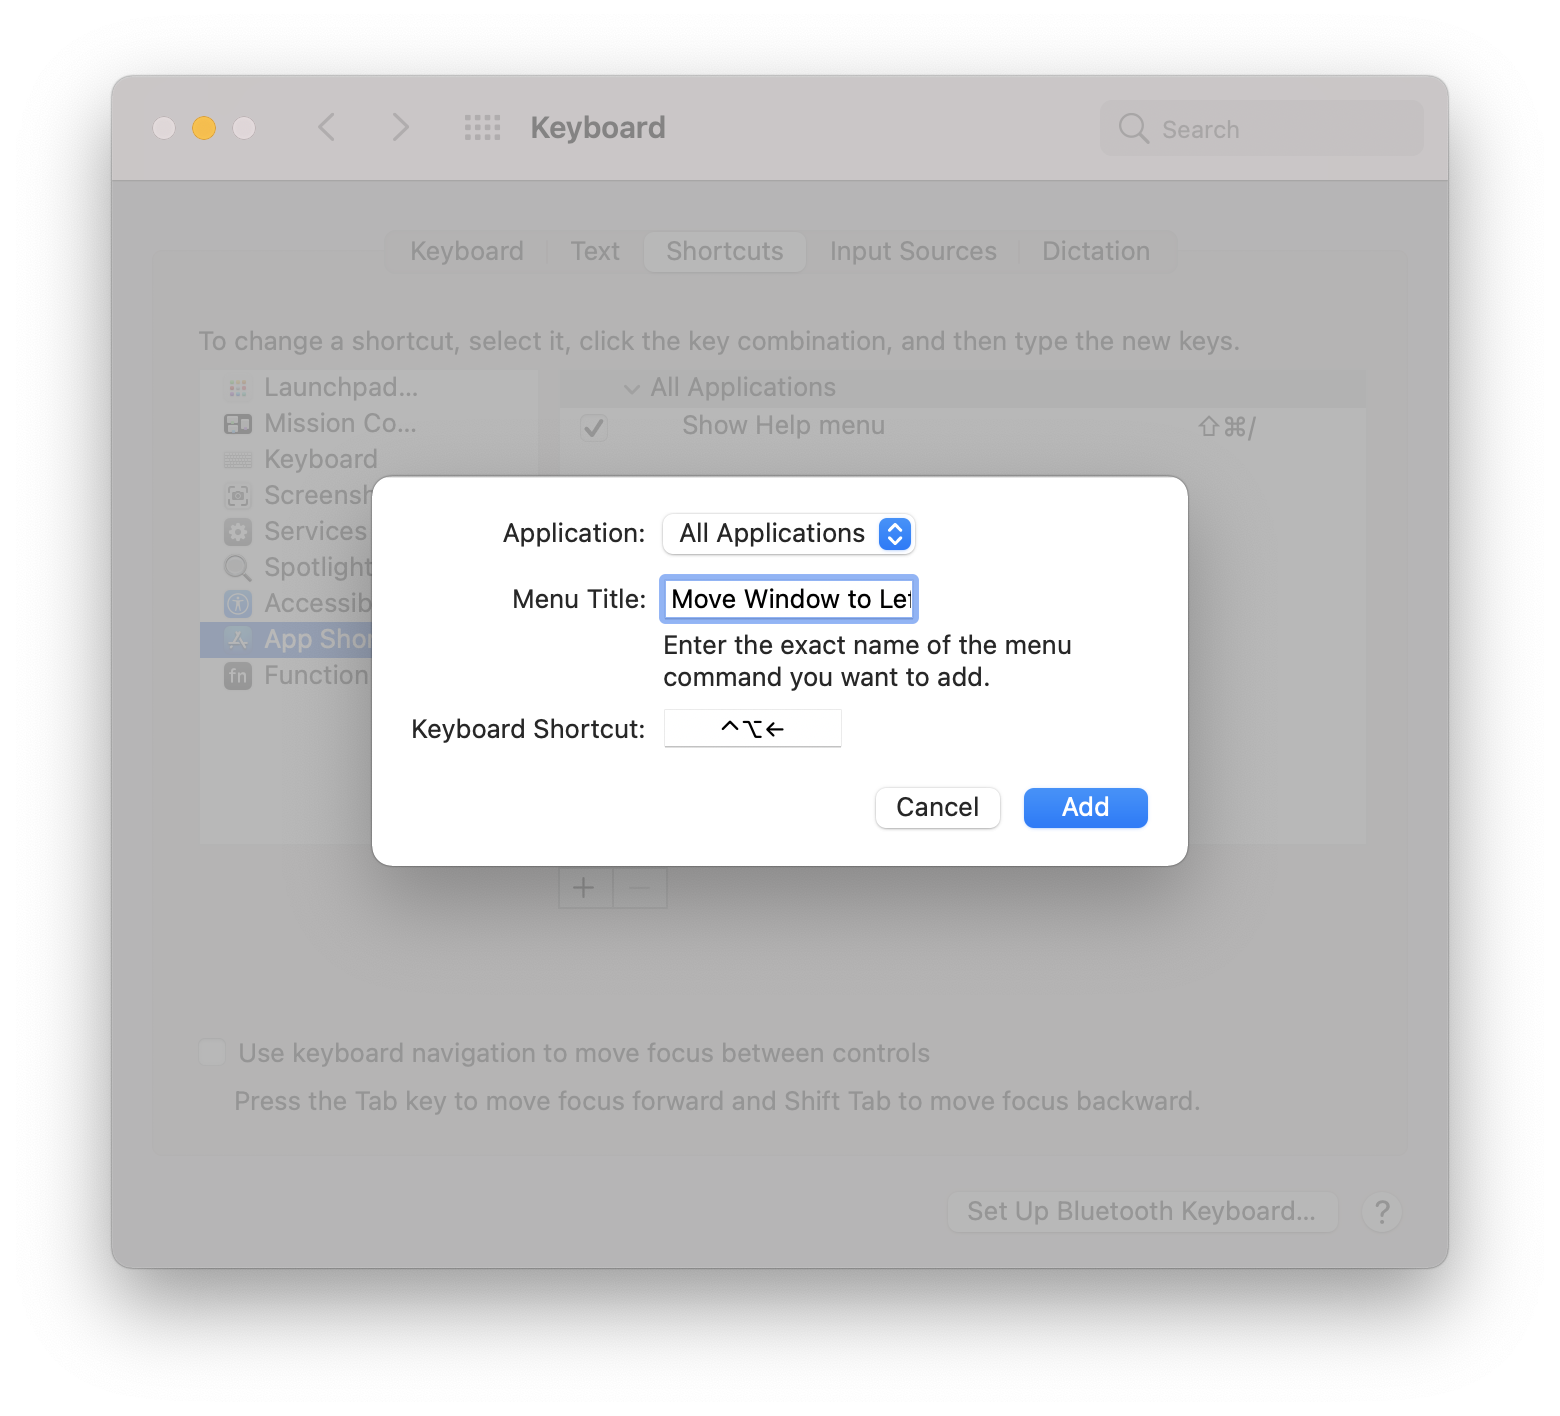 Keyboard
Search
Keyboard
Text
Shortcuts
Input Sources
Dictation
To change a shortcut, select it, click the key combination, and then type the new keys.
Launchpad...
Mission Co...
Keyboard
Services
Spotlight
App
Function
fn
All Applications
Show Help menu
⇧⌘/
Application:
All Applications
Menu Title:
Move Window to
Enter the exact name of the menu
command you want to add.
Keyboard Shortcut:
^⌥←
Cancel
Add
+
−
Use keyboard navigation to move focus between controls
Press the Tab key to move focus forward and Shift Tab to move focus backward.
Set Up Bluetooth Keyboard...
?